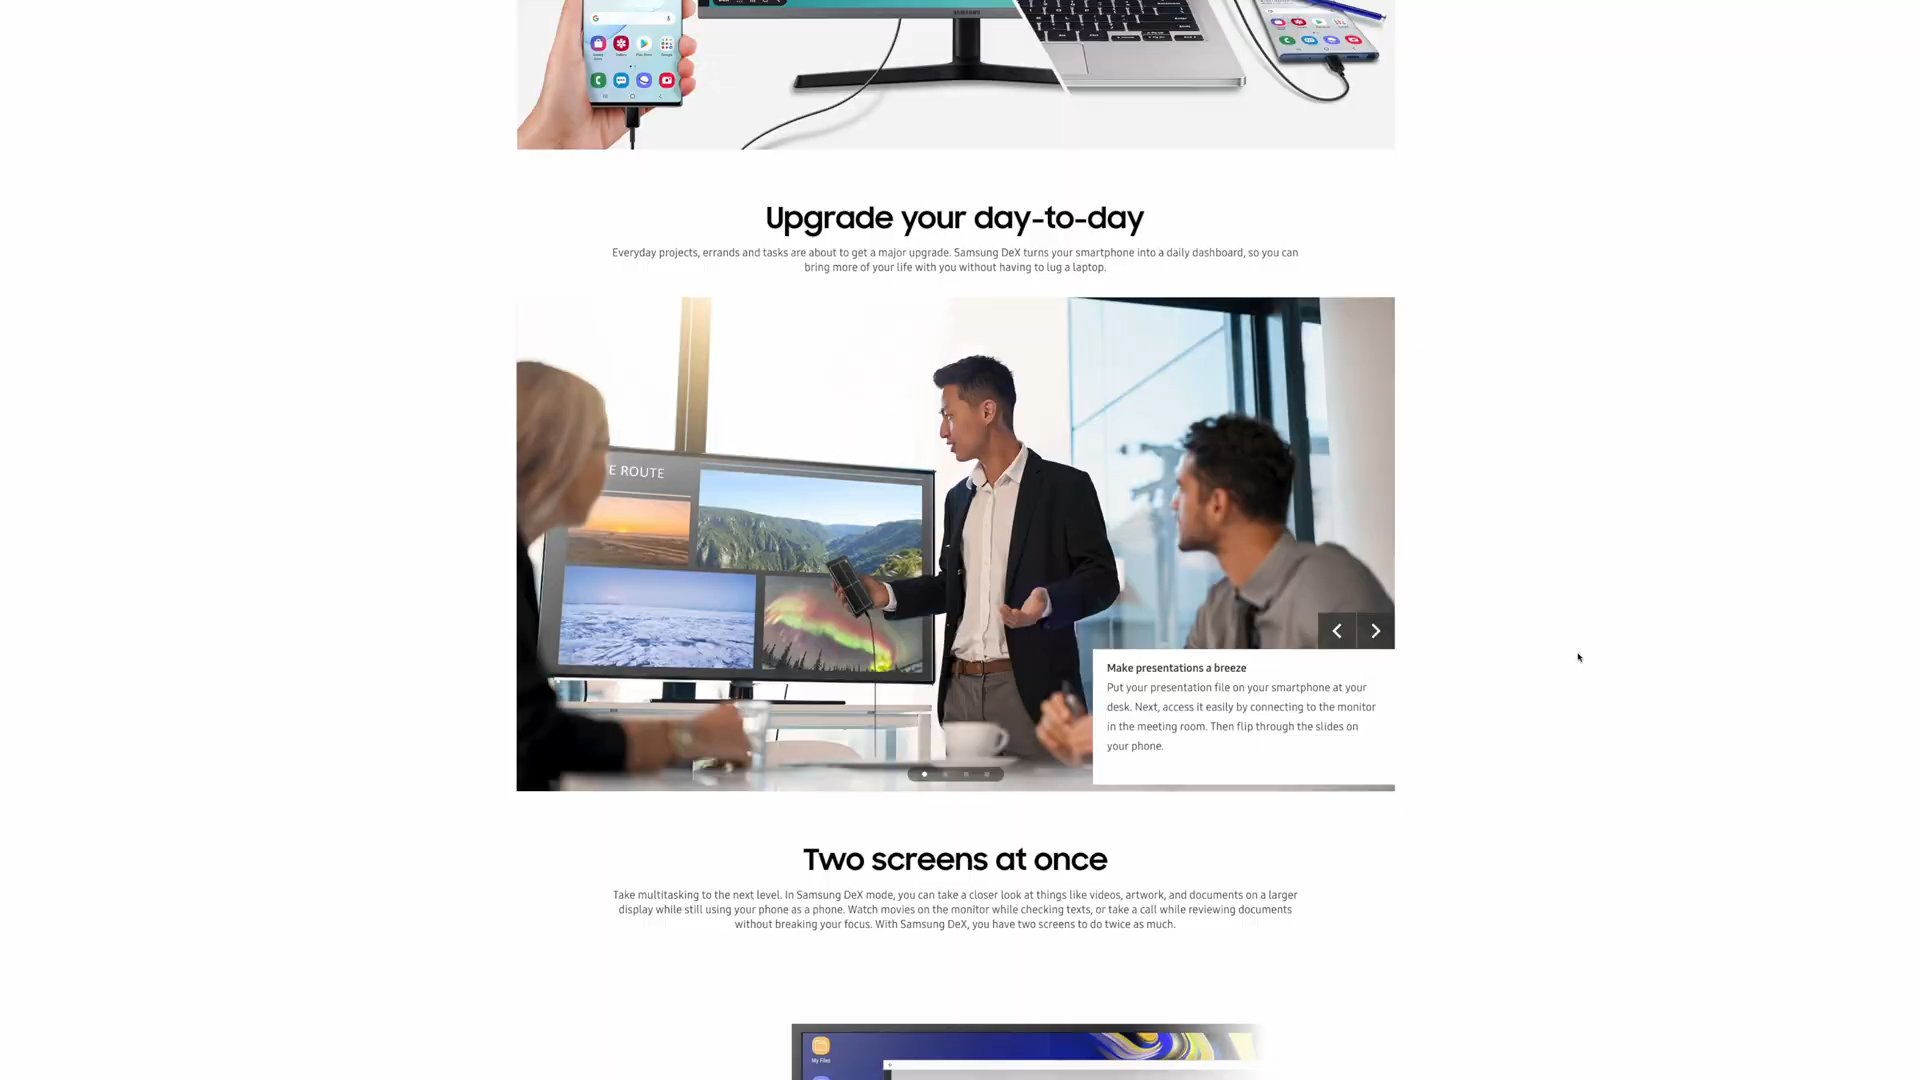 SAMSUNG
Upgrade your day-to-day
Everyday projects, errands and tasks are about to get a major upgrade. Samsung DeX turns your smartphone into a daily dashboard, so you can
bring more of your life with you without having to lug a laptop.
E ROUTE
Make presentations a breeze
Put your presentation file on your smartphone at your
desk. Next, access it easily by connecting to the monitor
in the meeting room. Then flip through the slides on
your phone.
Two screens at once
Take multitasking to the next level. In Samsung DeX mode, you can take a closer look at things like videos, artwork, and documents on a larger
display while still using your phone as a phone. Watch movies on the monitor while checking texts, or take a call while reviewing documents
without breaking your focus. With Samsung DeX, you have two screens to do twice as much.
My Files